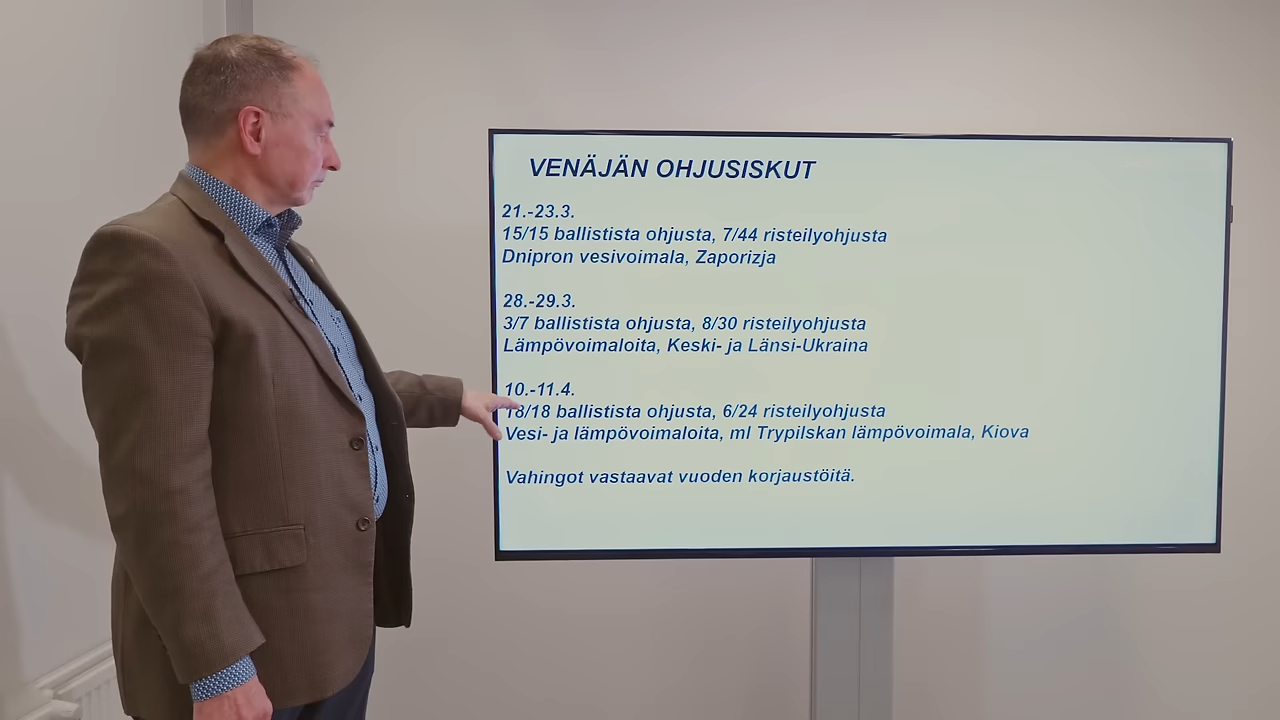 VENÄJÄN OHJUSISKUT
21.-23.3.
15/15 ballistista ohjusta, 7/44 risteilyohjusta
Dnipron vesivoimala, Zaporizja
28.-29.3.
3/7 ballistista ohjusta, 8/30 risteilyohjusta
Lämpövoimaloita, Keski- ja Länsi-Ukraina
10.-11.4.
18/18 ballistista ohjusta, 6/24 risteilyohjusta
Vesi- ja lämpövoimaloita, ml Trypilskan lämpövoimala, Kiova
Vahingot vastaavat vuoden korjaustöitä.